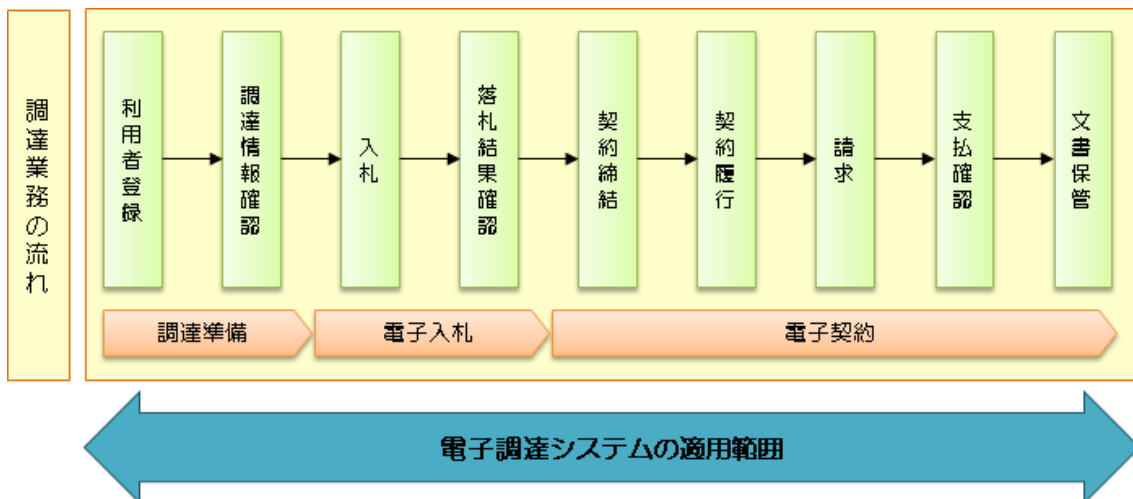 調達業務の流れ
利用者登録
調達情報確認
入札
落札結果確認
契約締結
契約履行
請求
支払確認
文書保管
調達準備
電子入札
電子契約
電子調達システムの適用範囲